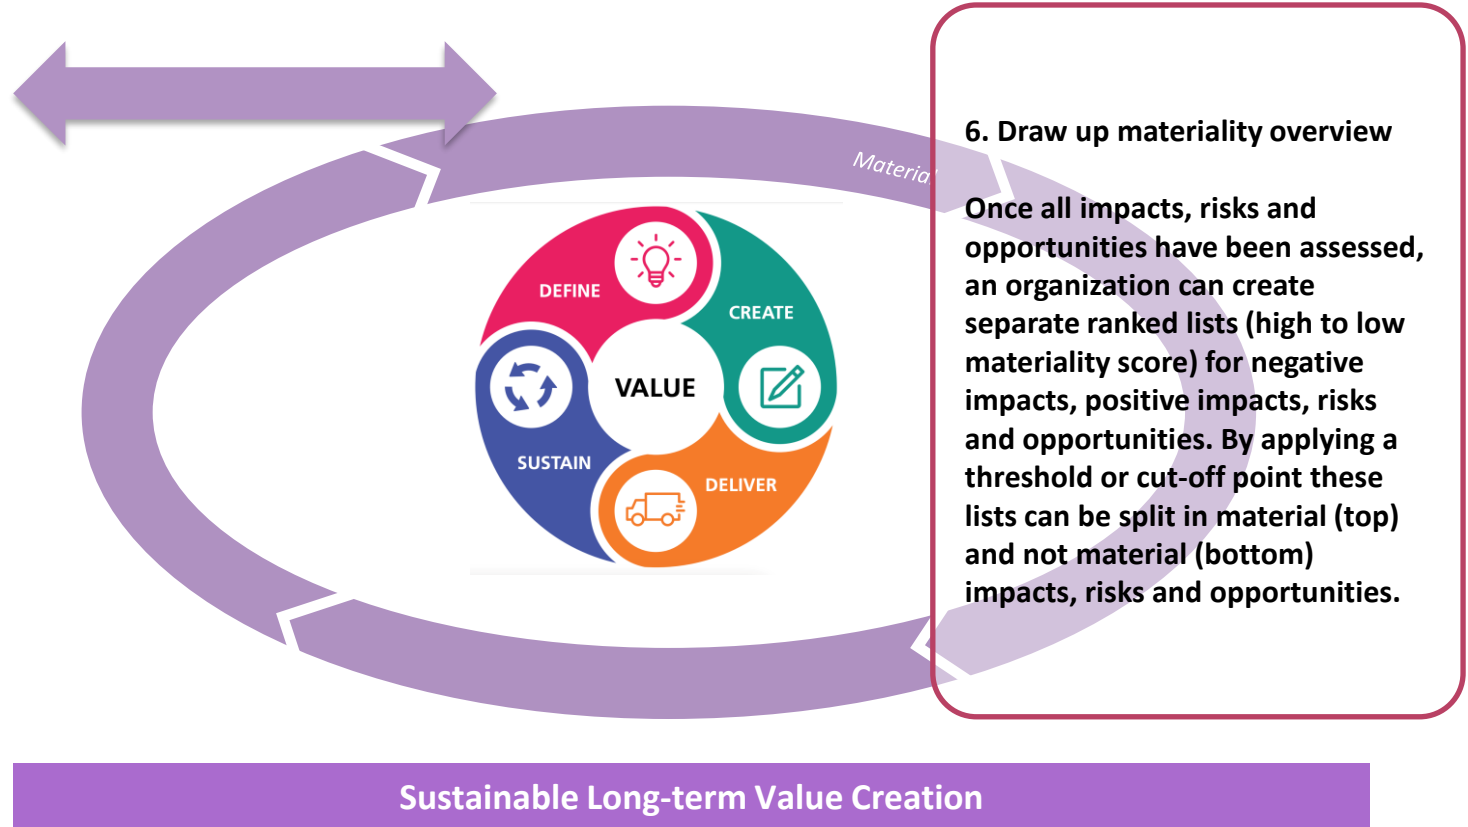 Material
6. Draw up materiality overview
Once all impacts, risks and
opportunities have been assessed,
an organization can create
separate ranked lists (high to low
materiality score) for negative
impacts, positive impacts, risks
and opportunities. By applying a
threshold or cut-off point these
lists can be split in material (top)
and not material (bottom)
impacts, risks and opportunities.
DEFINE
CREATE
VALUE
SUSTAIN
DELIVER
Sustainable Long-term Value Creation